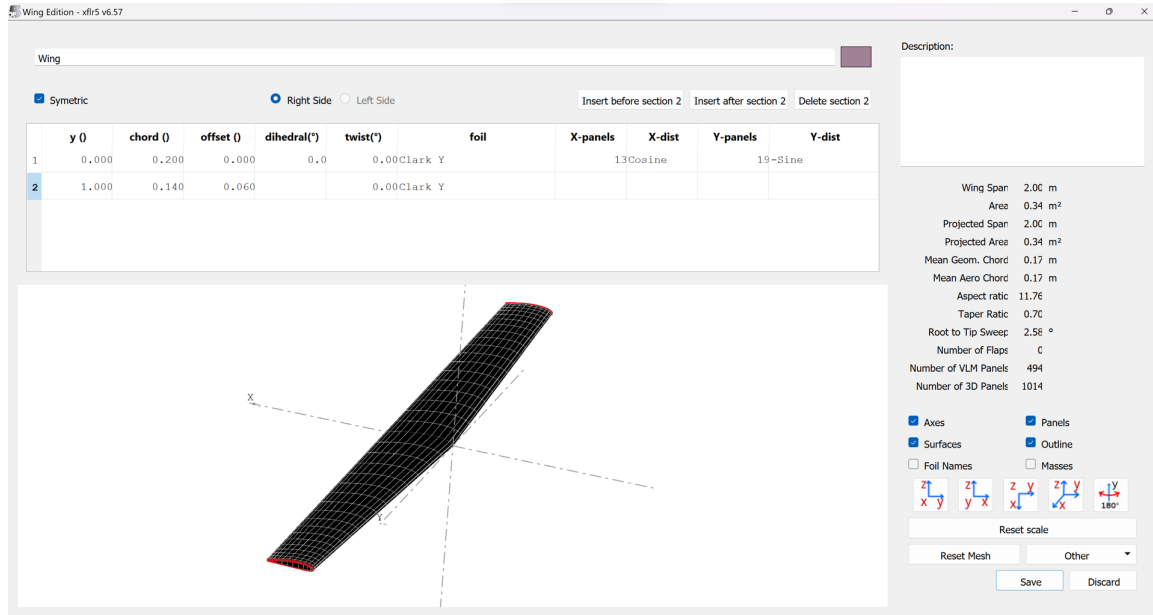 Wing Edition - xflr5 v6.57
Wing
Description:
Symetric
Right Side
Left Side
Insert before section 2
Insert after section 2
Delete section 2
y () chord () offset () dihedral(°) twist(°) foil X-panels X-dist Y-panels Y-dist
1 0.000 0.200 0.000 0.0 0.00 Clark Y 13 Cosine 19 -Sine
2 1.000 0.140 0.060 0.00 Clark Y
Wing Span 2.00 m
Area 0.34 m²
Projected Span 2.00 m
Projected Area 0.34 m²
Mean Geom. Chord 0.17 m
Mean Aero Chord 0.17 m
Aspect ratio 11.76
Taper Ratio 0.70
Root to Tip Sweep 2.58 °
Number of Flaps 0
Number of VLM Panels 494
Number of 3D Panels 1014
X
Y
Axes
Panels
Surfaces
Outline
Foil Names
Masses
z x y
z y x
z y x
z y x
y 180°
Reset scale
Reset Mesh
Other
Save
Discard